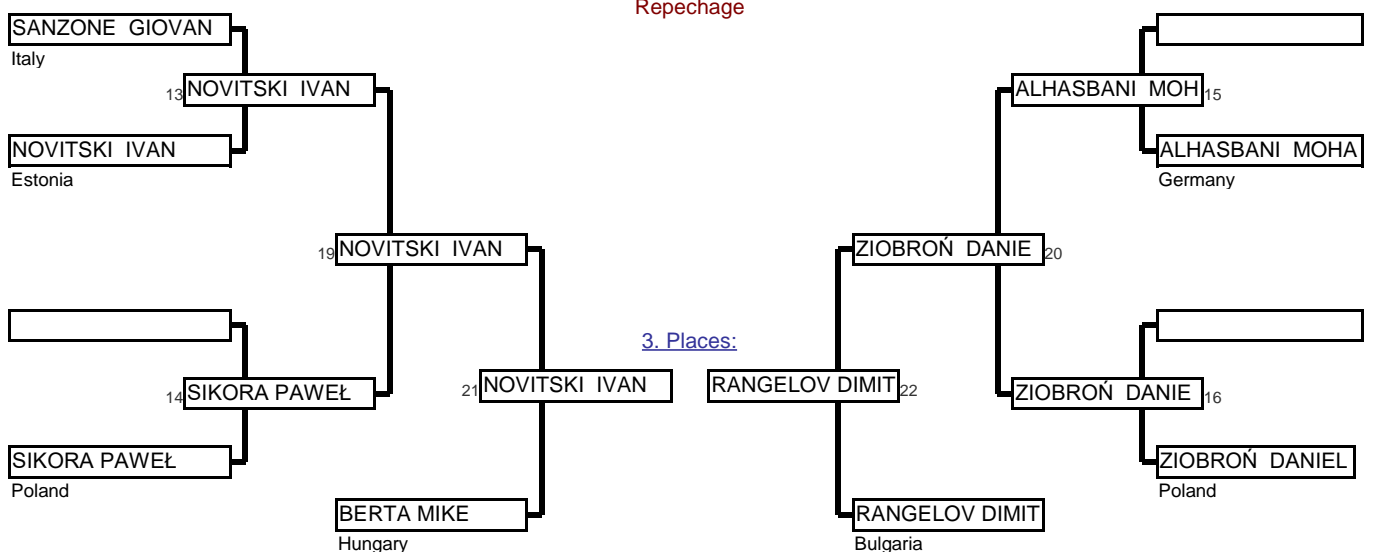 Repechage
SANZONE GIOVAN
Italy
13 NOVITSKI IVAN
ALHASBANI MOH 15
NOVITSKI IVAN
Estonia
ALHASBANI MOHA
Germany
19 NOVITSKI IVAN
ZIOBROŃ DANIE 20
3. Places:
14 SIKORA PAWEŁ
21 NOVITSKI IVAN
RANGELOV DIMIT 22
ZIOBROŃ DANIE 16
SIKORA PAWEŁ
Poland
ZIOBROŃ DANIEL
Poland
BERTA MIKE
Hungary
RANGELOV DIMIT
Bulgaria